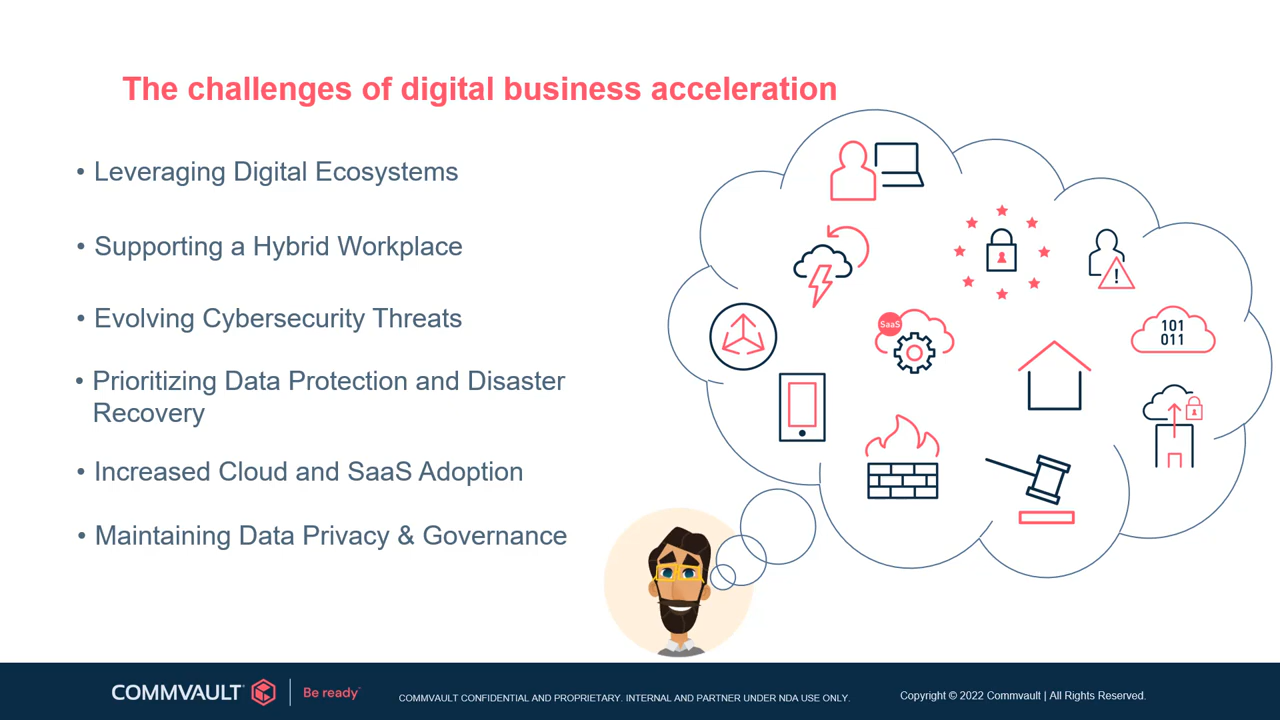 The challenges of digital business acceleration
• Leveraging Digital Ecosystems
• Supporting a Hybrid Workplace
• Evolving Cybersecurity Threats
• Prioritizing Data Protection and Disaster
Recovery
• Increased Cloud and SaaS Adoption
• Maintaining Data Privacy & Governance
SaaS
!
101
011
COMMVAULT
Be ready™
COMMVAULT CONFIDENTIAL AND PROPRIETARY. INTERNAL AND PARTNER UNDER NDA USE ONLY.
Copyright © 2022 Commvault | All Rights Reserved.